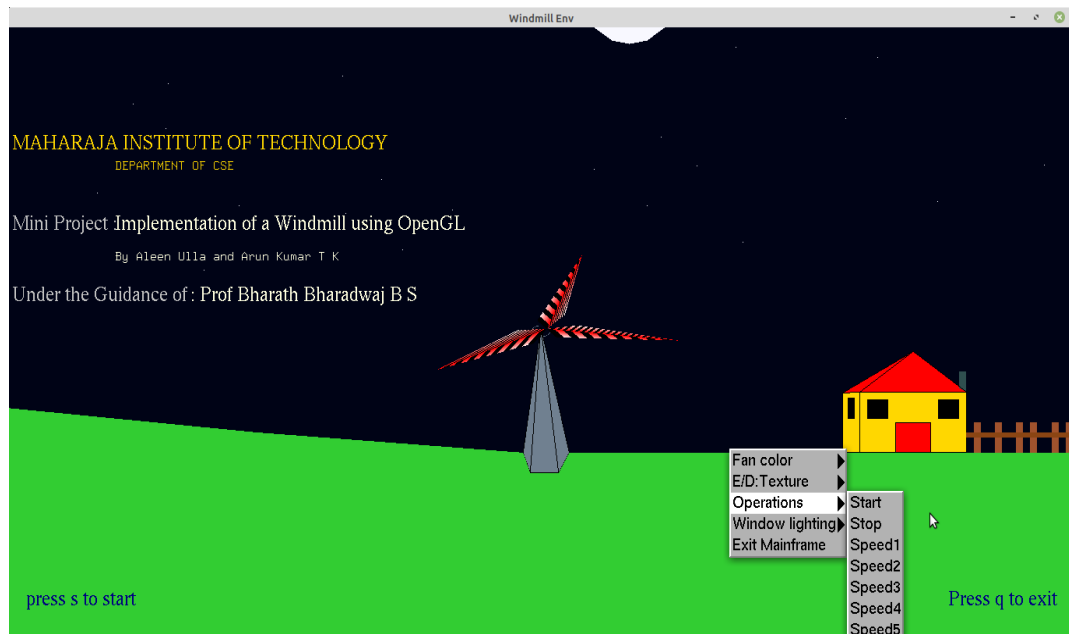 Windmill Env
MAHARAJA INSTITUTE OF TECHNOLOGY
DEPARTMENT OF CSE
Mini Project :Implementation of a Windmill using OpenGL
By Aleen Ulla and Arun Kumar T K
Under the Guidance of : Prof Bharath Bharadwaj B S
Fan color
E/D:Texture
Operations
Window lighting
Exit Mainframe
Start
Stop
Speed1
Speed2
Speed3
Speed4
Speed5
press s to start
Press q to exit